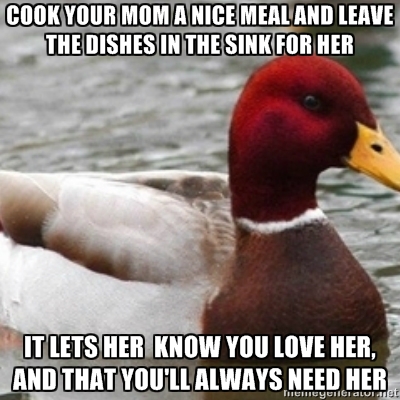 COOK YOUR MOM A NICE MEAL AND LEAVE
THE DISHES IN THE SINK FOR HER
IT LETS HER KNOW YOU LOVE HER,
AND THAT YOU'LL ALWAYS NEED HER
memegenerator.net